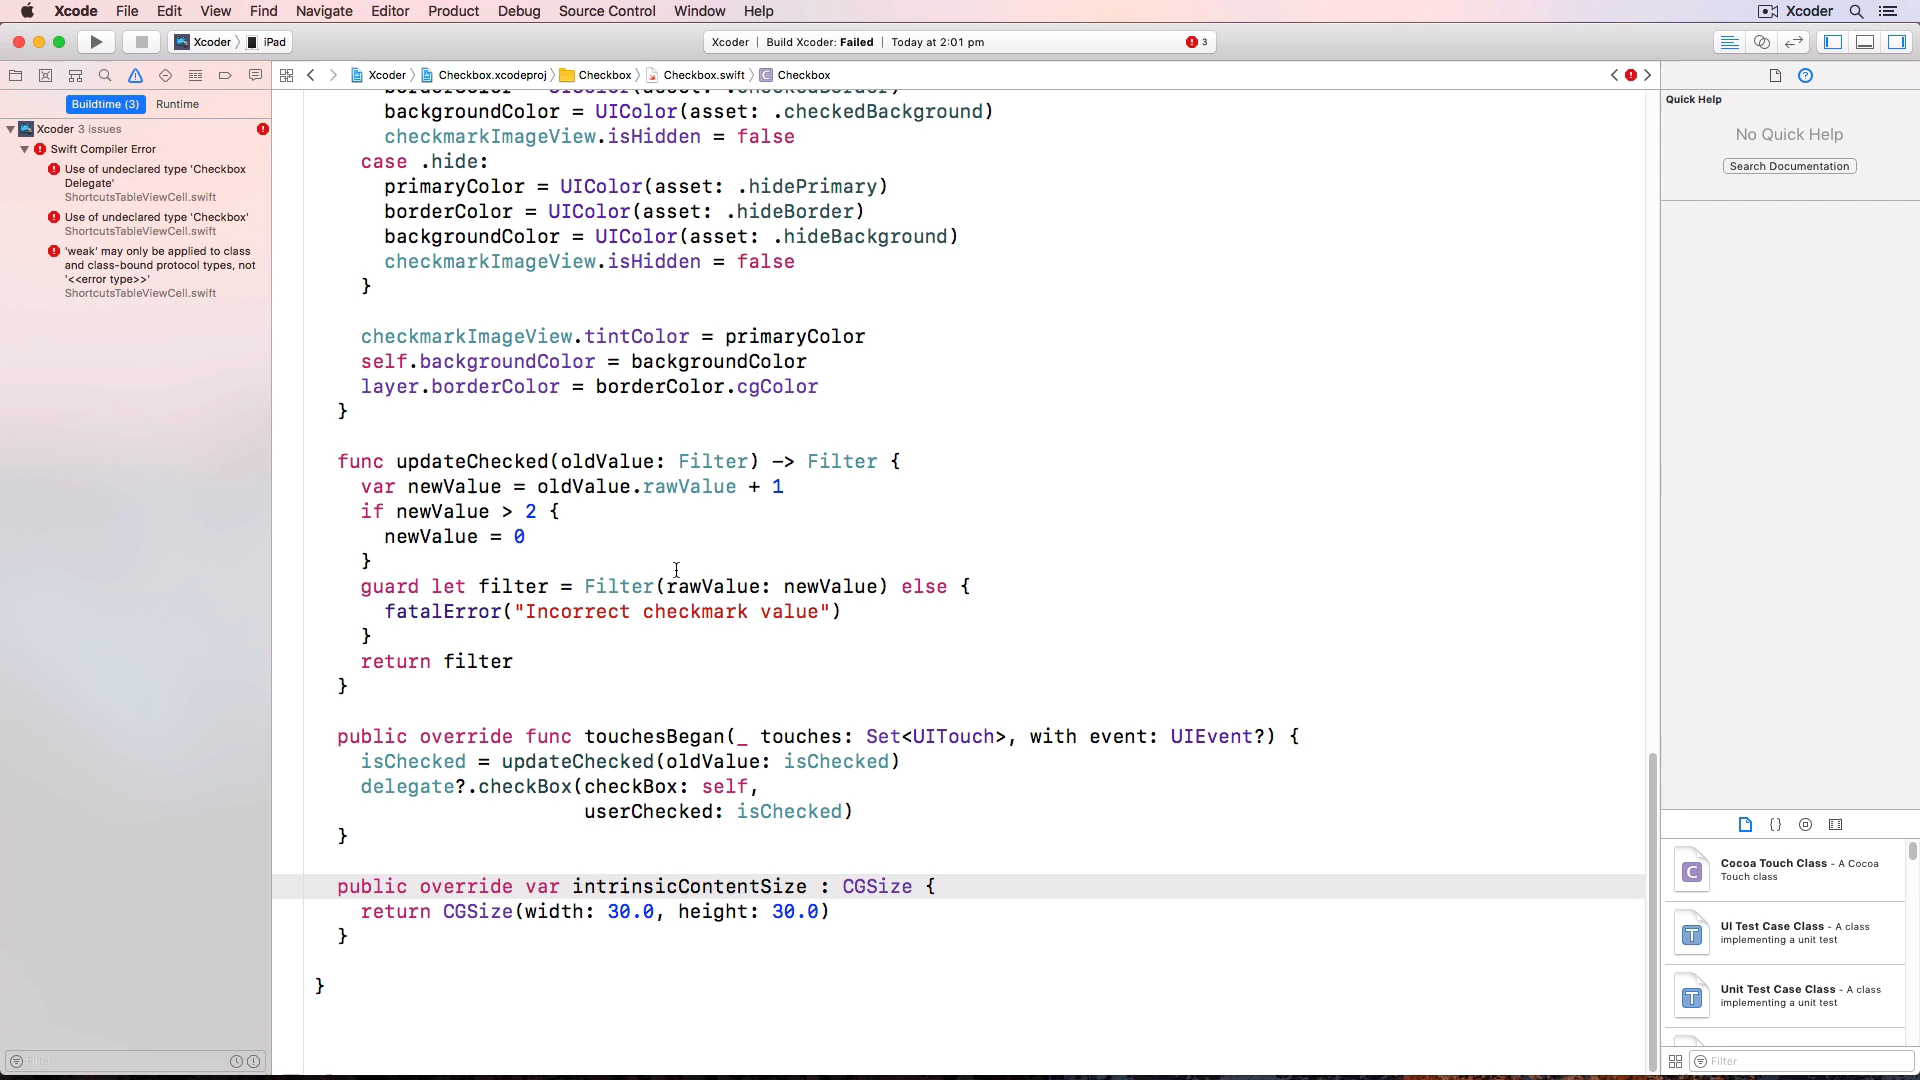 Xcode File Edit View Find Navigate Editor Product Debug Source Control Window Help
Xcoder
Xcoder iPad
Xcoder | Build Xcoder: Failed | Today at 2:01 pm
3
Xcoder Checkbox.xcodeproj Checkbox Checkbox.swift C Checkbox
Buildtime (3) Runtime
Xcoder 3 issues
Swift Compiler Error
Use of undeclared type 'Checkbox
Delegate'
ShortcutsTableViewCell.swift
Use of undeclared type 'Checkbox'
ShortcutsTableViewCell.swift
'weak' may only be applied to class
and class-bound protocol types, not
'<<error type>>'
ShortcutsTableViewCell.swift
Filter
borderColor = UIColor(asset: .checkedBorder)
backgroundColor = UIColor(asset: .checkedBackground)
checkmarkImageView.isHidden = false
case .hide:
primaryColor = UIColor(asset: .hidePrimary)
borderColor = UIColor(asset: .hideBorder)
backgroundColor = UIColor(asset: .hideBackground)
checkmarkImageView.isHidden = false
}
checkmarkImageView.tintColor = primaryColor
self.backgroundColor = backgroundColor
layer.borderColor = borderColor.cgColor
}
func updateChecked(oldValue: Filter) -> Filter {
var newValue = oldValue.rawValue + 1
if newValue > 2 {
newValue = 0
}
guard let filter = Filter(rawValue: newValue) else {
fatalError("Incorrect checkmark value")
}
return filter
}
public override func touchesBegan(_ touches: Set<UITouch>, with event: UIEvent?) {
isChecked = updateChecked(oldValue: isChecked)
delegate?.checkBox(checkBox: self,
userChecked: isChecked)
}
public override var intrinsicContentSize : CGSize {
return CGSize(width: 30.0, height: 30.0)
}
}
Quick Help
No Quick Help
Search Documentation
{}
C
Cocoa Touch Class - A Cocoa
Touch class
T
UI Test Case Class - A class
implementing a unit test
T
Unit Test Case Class - A class
implementing a unit test
Filter